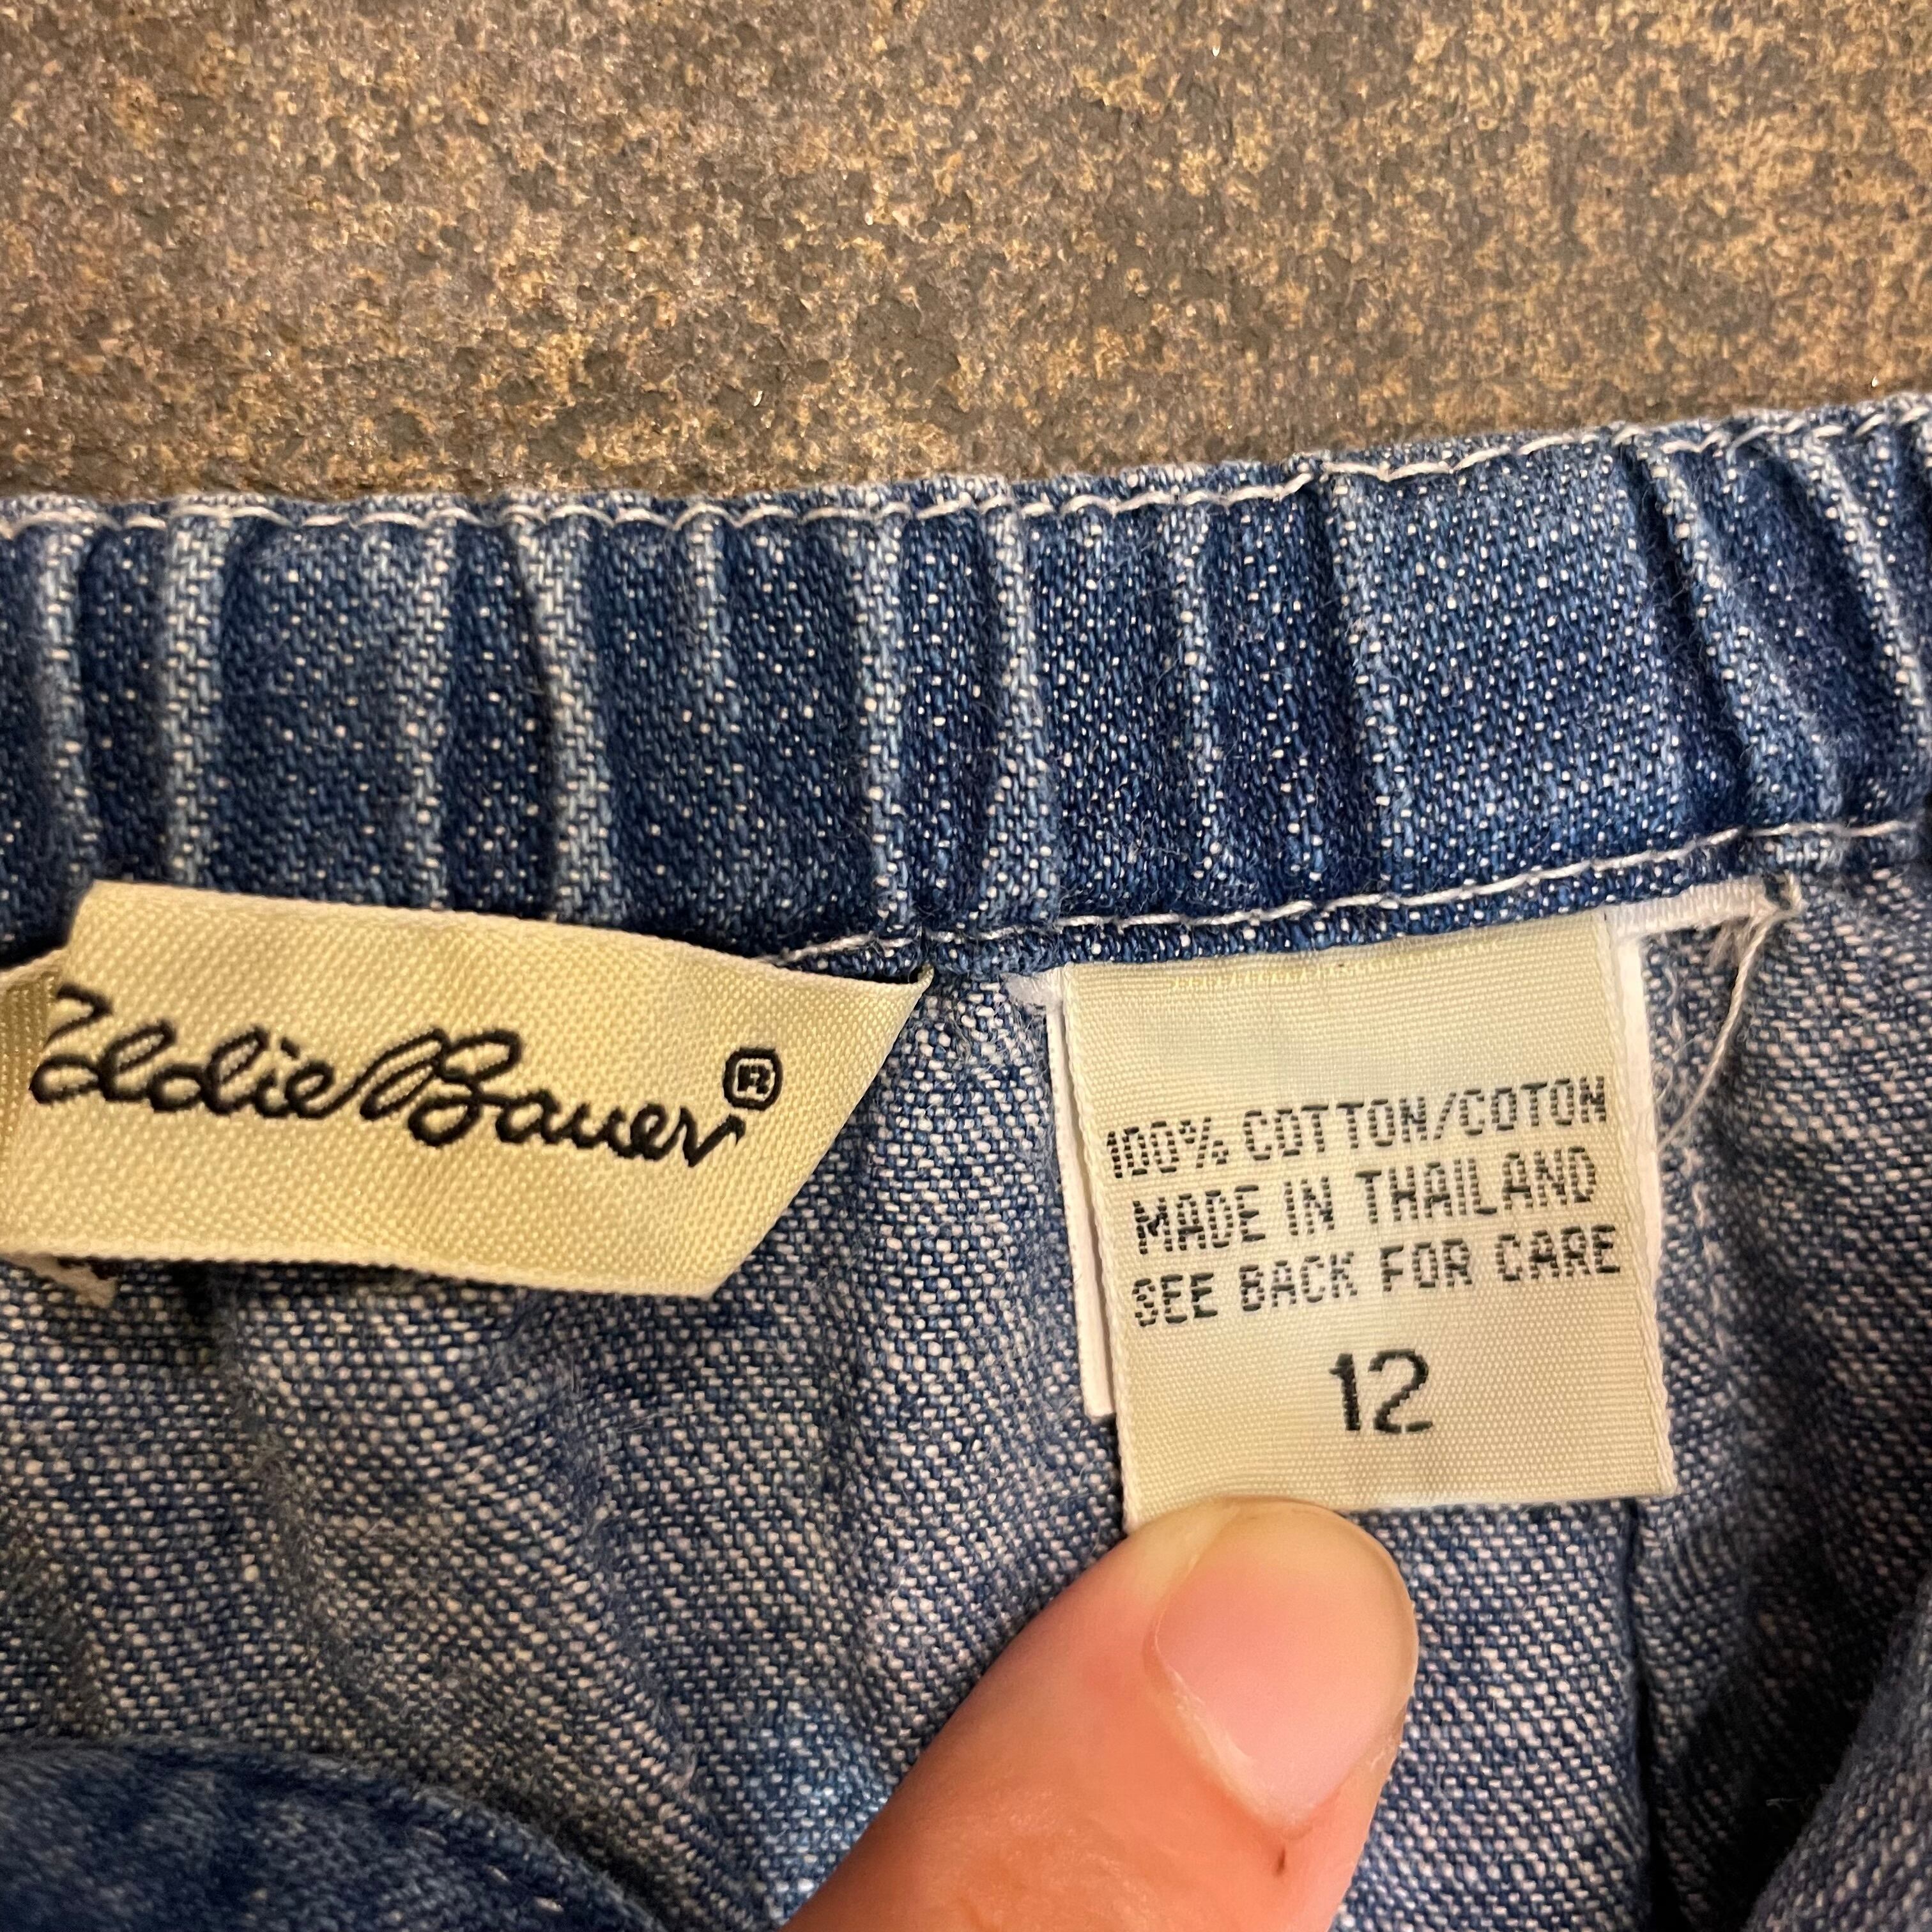 Eddie Bauer®
100% COTTON/COTON
MADE IN THAILAND
SEE BACK FOR CARE
12